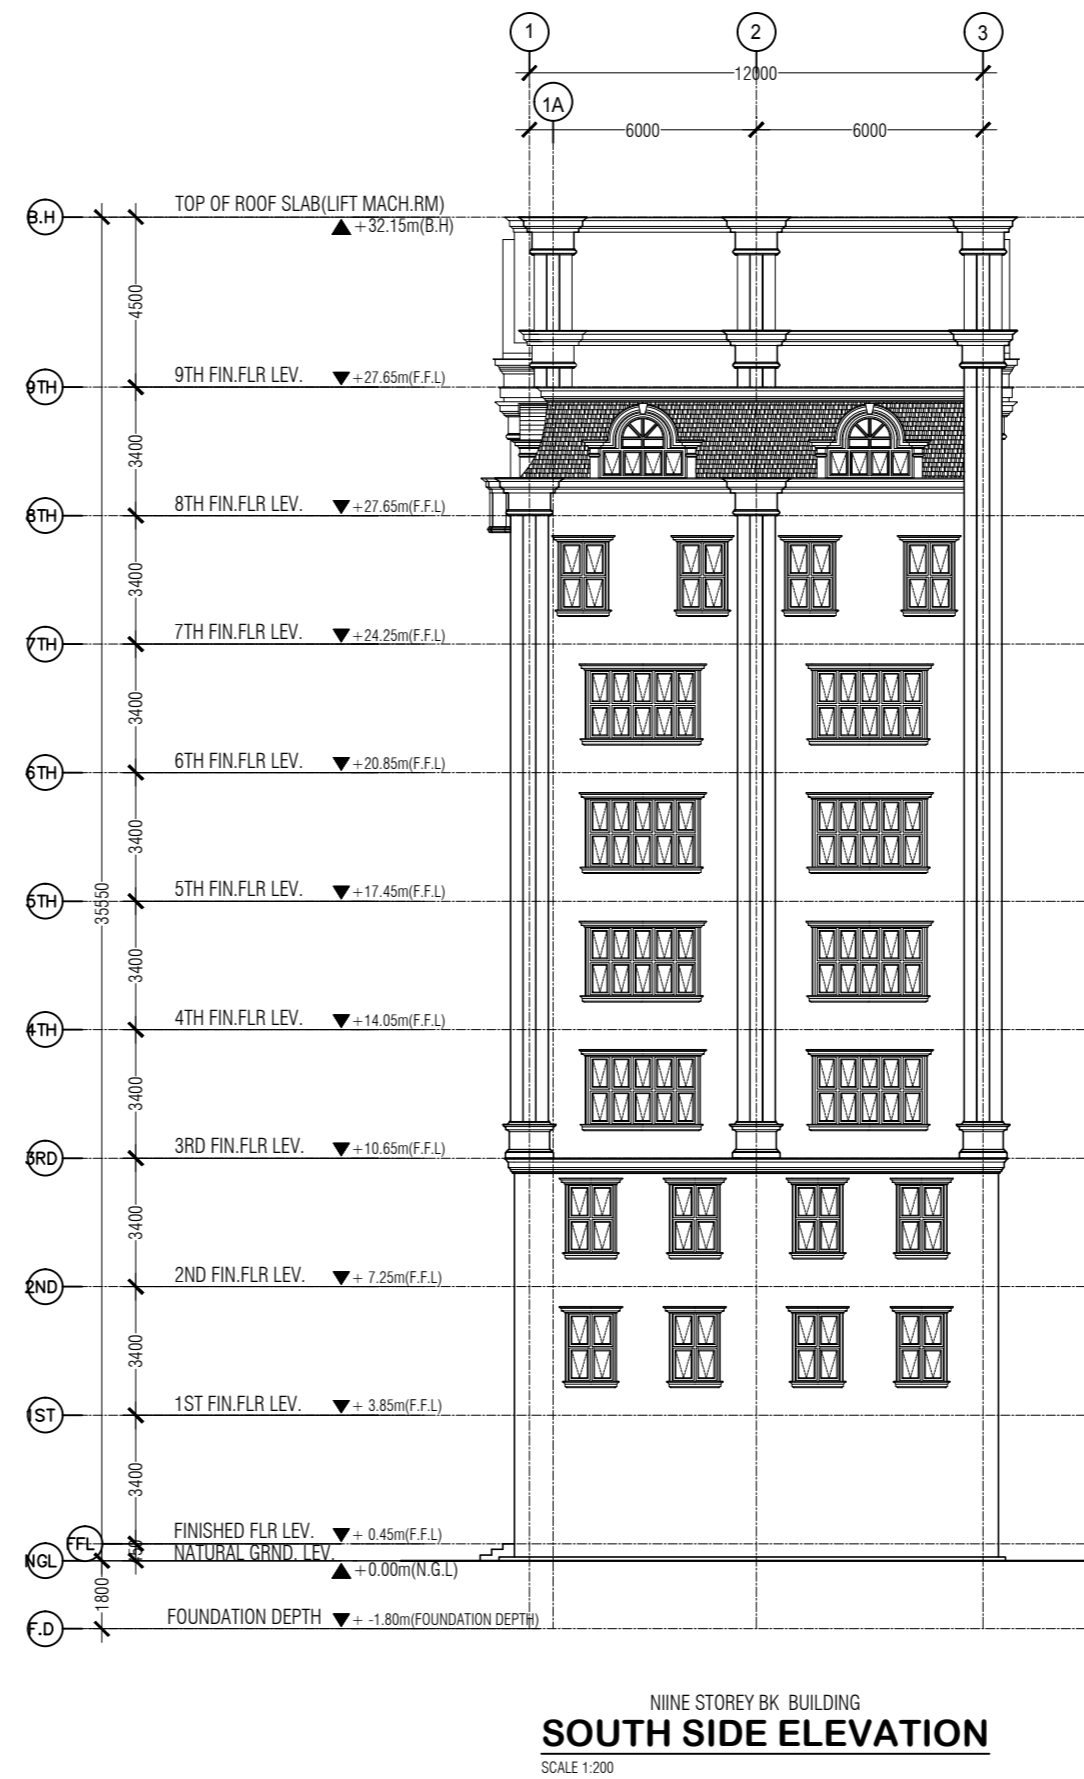 1
2
3
12000
1A
6000
6000
B.H
TOP OF ROOF SLAB(LIFT MACH.RM)
+32.15m(B.H)
4500
9TH
9TH FIN.FLR LEV.
+27.65m(F.F.L)
3400
8TH
8TH FIN.FLR LEV.
+27.65m(F.F.L)
3400
7TH
7TH FIN.FLR LEV.
+24.25m(F.F.L)
3400
6TH
6TH FIN.FLR LEV.
+20.85m(F.F.L)
3400
5TH
5TH FIN.FLR LEV.
+17.45m(F.F.L)
35550
3400
4TH
4TH FIN.FLR LEV.
+14.05m(F.F.L)
3400
3RD
3RD FIN.FLR LEV.
+10.65m(F.F.L)
3400
2ND
2ND FIN.FLR LEV.
+ 7.25m(F.F.L)
3400
1ST
1ST FIN.FLR LEV.
+ 3.85m(F.F.L)
3400
FFL
FINISHED FLR LEV.
+ 0.45m(F.F.L)
450
NGL
NATURAL GRND. LEV.
+0.00m(N.G.L)
1800
F.D
FOUNDATION DEPTH
+ -1.80m(FOUNDATION DEPTH)
NIINE STOREY BK BUILDING
SOUTH SIDE ELEVATION
SCALE 1:200